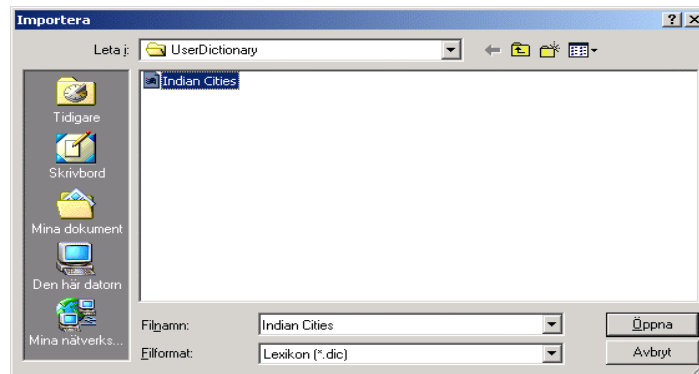 Importera
Leta j: UserDictionary
Indian Cities
Tidigare
Skrivbord
Mina dokument
Den här datorn
Mina nätverks...
Filnamn: Indian Cities Öppna
Filformat: Lexikon (*.dic) Avbryt